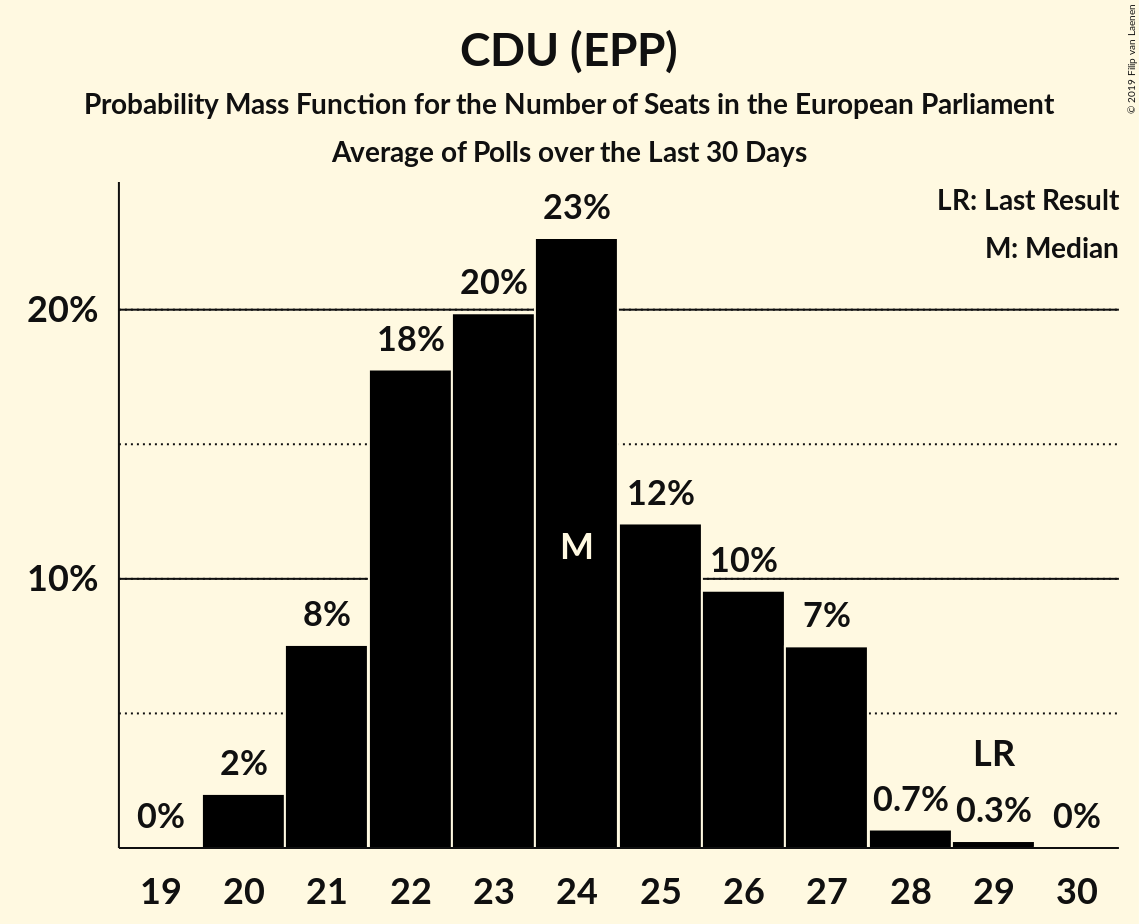 CDU (EPP)
Probability Mass Function for the Number of Seats in the European Parliament
Average of Polls over the Last 30 Days
© 2019 Filip van Laenen
LR: Last Result
M: Median
20%
10%
0%
2%
8%
18%
20%
23%
12%
10%
7%
0.7%
0.3%
0%
M
LR
19 20 21 22 23 24 25 26 27 28 29 30